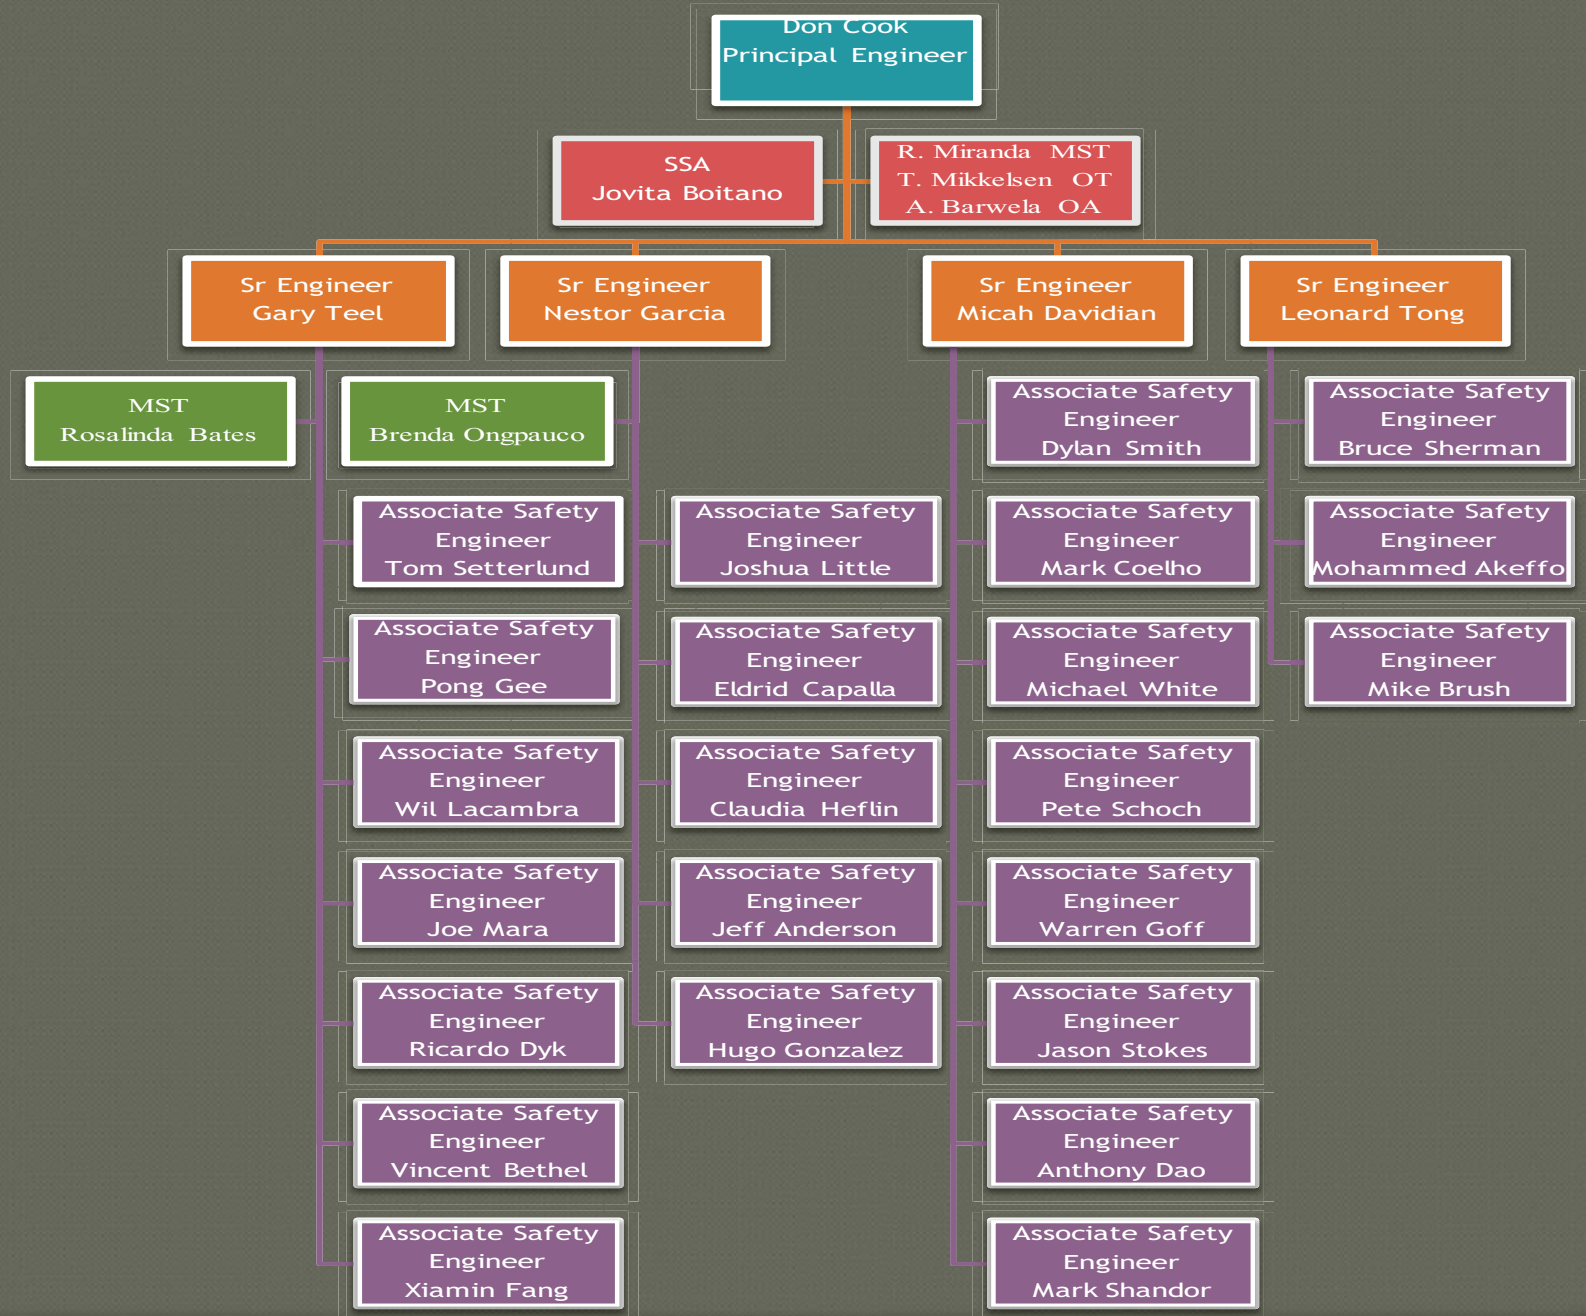 Don Cook
Principal Engineer
SSA
Jovita Boitano
R. Miranda MST
T. Mikkelsen OT
A. Barwela OA
Sr Engineer
Gary Teel
Sr Engineer
Nestor Garcia
Sr Engineer
Micah Davidian
Sr Engineer
Leonard Tong
MST
Rosalinda Bates
MST
Brenda Ongpauco
Associate Safety
Engineer
Dylan Smith
Associate Safety
Engineer
Bruce Sherman
Associate Safety
Engineer
Tom Setterlund
Associate Safety
Engineer
Joshua Little
Associate Safety
Engineer
Mark Coelho
Associate Safety
Engineer
Mohammed Akeffo
Associate Safety
Engineer
Pong Gee
Associate Safety
Engineer
Eldrid Capalla
Associate Safety
Engineer
Michael White
Associate Safety
Engineer
Mike Brush
Associate Safety
Engineer
Wil Lacambra
Associate Safety
Engineer
Claudia Heflin
Associate Safety
Engineer
Pete Schoch
Associate Safety
Engineer
Joe Mara
Associate Safety
Engineer
Jeff Anderson
Associate Safety
Engineer
Warren Goff
Associate Safety
Engineer
Ricardo Dyk
Associate Safety
Engineer
Hugo Gonzalez
Associate Safety
Engineer
Jason Stokes
Associate Safety
Engineer
Vincent Bethel
Associate Safety
Engineer
Anthony Dao
Associate Safety
Engineer
Xiamin Fang
Associate Safety
Engineer
Mark Shandor